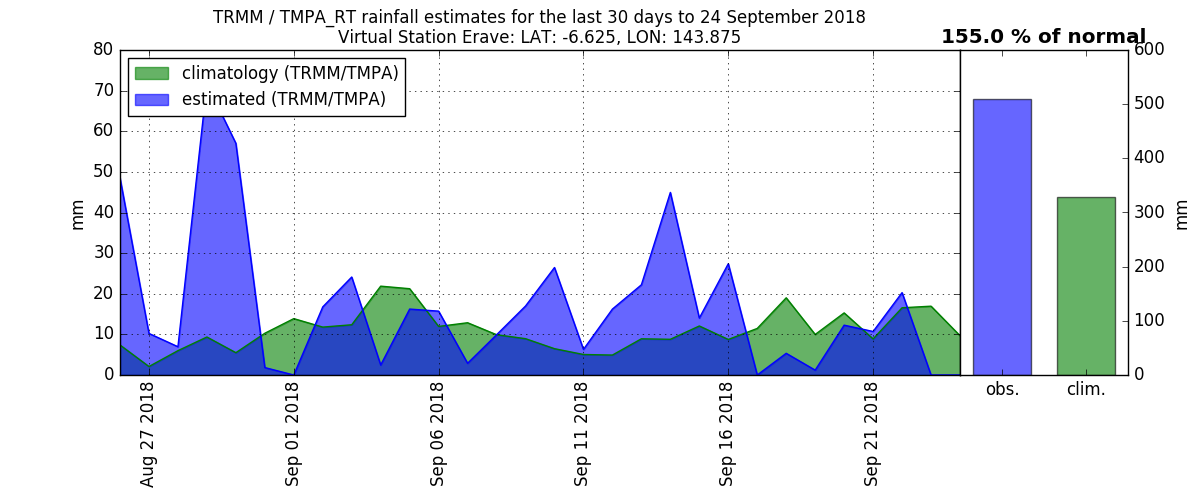 TRMM / TMPA_RT rainfall estimates for the last 30 days to 24 September 2018
Virtual Station Erave: LAT: -6.625, LON: 143.875
155.0 % of normal
climatology (TRMM/TMPA)
estimated (TRMM/TMPA)
mm
80
70
60
50
40
30
20
10
0
Aug 27 2018
Sep 01 2018
Sep 06 2018
Sep 11 2018
Sep 16 2018
Sep 21 2018
600
500
400
300
200
100
0
mm
obs.
clim.